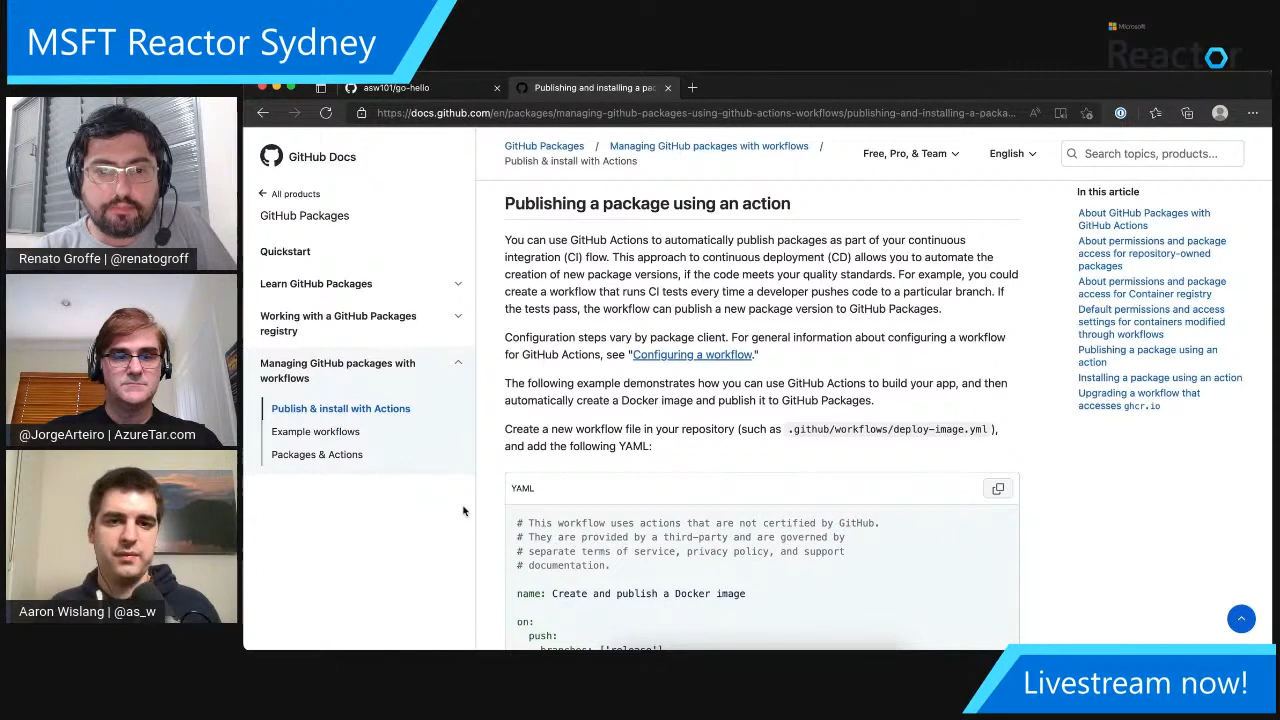 MSFT Reactor Sydney
Microsoft
Reactor
asw101/go-hello
Publishing and installing a pac
https://docs.github.com/en/packages/managing-github-packages-using-github-actions-workflows/publishing-and-installing-a-packa...
Renato Groffe | @renatogroff
@JorgeArteiro | AzureTar.com
Aaron Wislang | @as_w
GitHub Docs
All products
GitHub Packages
Quickstart
Learn GitHub Packages
Working with a GitHub Packages
registry
Managing GitHub packages with
workflows
Publish & install with Actions
Example workflows
Packages & Actions
GitHub Packages / Managing GitHub packages with workflows /
Publish & install with Actions
Free, Pro, & Team
English
Search topics, products...
Publishing a package using an action
You can use GitHub Actions to automatically publish packages as part of your continuous
integration (CI) flow. This approach to continuous deployment (CD) allows you to automate the
creation of new package versions, if the code meets your quality standards. For example, you could
create a workflow that runs CI tests every time a developer pushes code to a particular branch. If
the tests pass, the workflow can publish a new package version to GitHub Packages.
Configuration steps vary by package client. For general information about configuring a workflow
for GitHub Actions, see "Configuring a workflow."
The following example demonstrates how you can use GitHub Actions to build your app, and then
automatically create a Docker image and publish it to GitHub Packages.
Create a new workflow file in your repository (such as .github/workflows/deploy-image.yml ),
and add the following YAML:
YAML
# This workflow uses actions that are not certified by GitHub.
# They are provided by a third-party and are governed by
# separate terms of service, privacy policy, and support
# documentation.
name: Create and publish a Docker image
on:
push:
branches: ['release']
In this article
About GitHub Packages with
GitHub Actions
About permissions and package
access for repository-owned
packages
About permissions and package
access for Container registry
Default permissions and access
settings for containers modified
through workflows
Publishing a package using an
action
Installing a package using an action
Upgrading a workflow that
accesses ghcr.io
Livestream now!